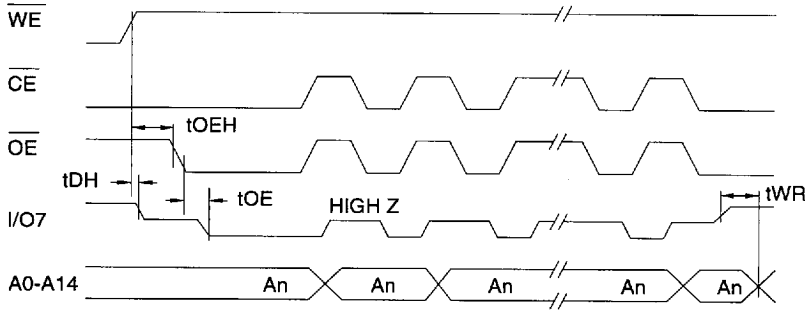 WE
CE
tOEH
OE
tDH
tOE
tWR
I/O7
HIGH Z
A0-A14
An
An
An
An
An